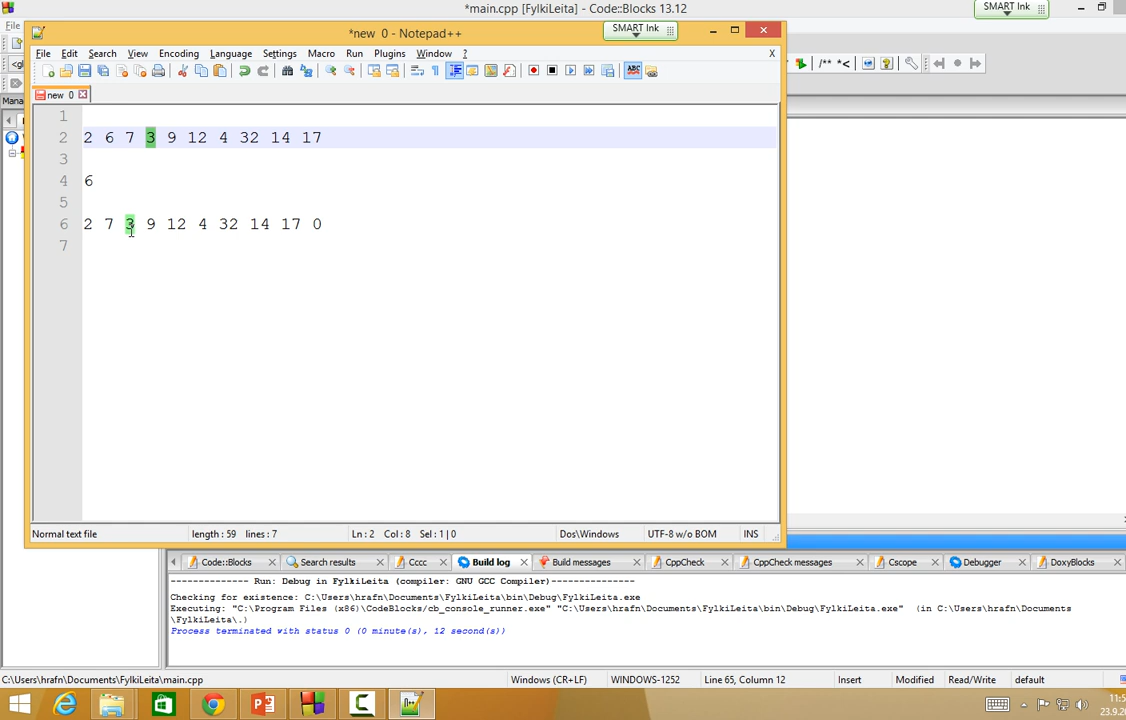 *main.cpp [FylkiLeita] - Code::Blocks 13.12
SMART Ink
File
*new 0 - Notepad++
SMART Ink
File Edit Search View Encoding Language Settings Macro Run Plugins Window ? X
/** *<
new 0
1
2 2 6 7 3 9 12 4 32 14 17
3
4 6
5
6 2 7 3 9 12 4 32 14 17 0
7
Normal text file length : 59 lines : 7 Ln : 2 Col : 8 Sel : 1 | 0 Dos\Windows UTF-8 w/o BOM INS
Code::Blocks Search results Cccc Build log Build messages CppCheck CppCheck messages Cscope Debugger DoxyBlocks
-------------- Run: Debug in FylkiLeita (compiler: GNU GCC Compiler)---------------
Checking for existence: C:\Users\hrafn\Documents\FylkiLeita\bin\Debug\FylkiLeita.exe
Executing: "C:\Program Files (x86)\CodeBlocks/cb_console_runner.exe" "C:\Users\hrafn\Documents\FylkiLeita\bin\Debug\FylkiLeita.exe" (in C:\Users\hrafn\Documents
\FylkiLeita\.)
Process terminated with status 0 (0 minute(s), 12 second(s))
C:\Users\hrafn\Documents\FylkiLeita\main.cpp Windows (CR+LF) WINDOWS-1252 Line 65, Column 12 Insert Modified Read/Write default